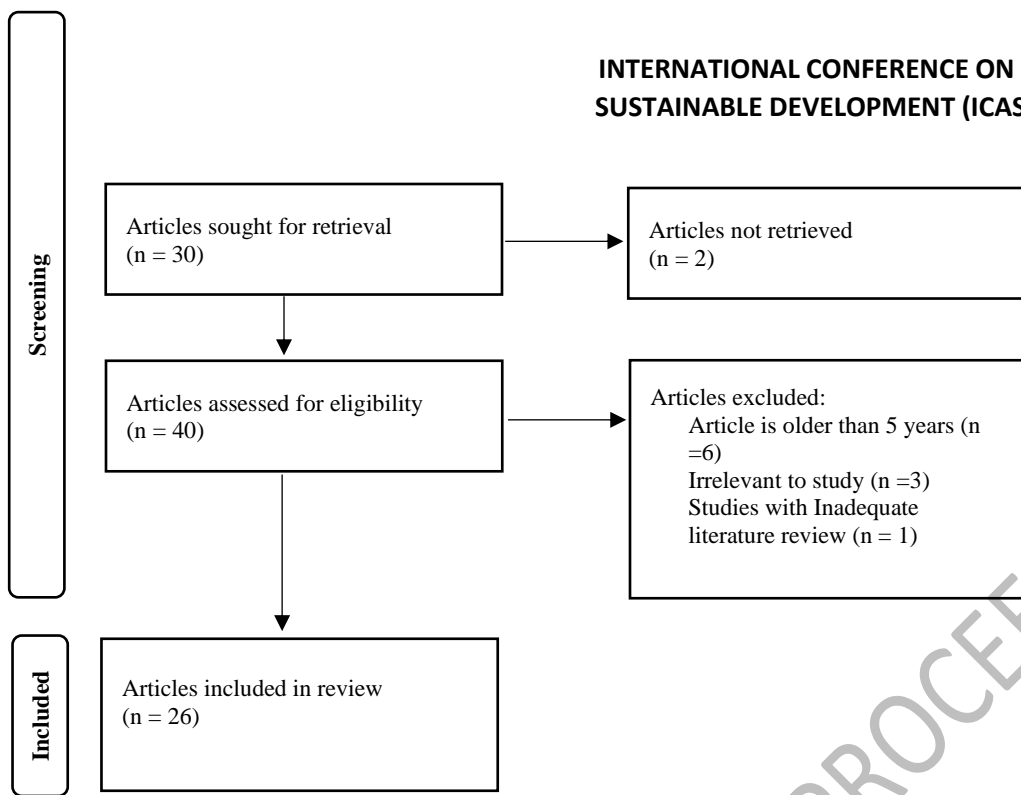 INTERNATIONAL CONFERENCE ON
SUSTAINABLE DEVELOPMENT (ICAS
Screening
Articles sought for retrieval
(n = 30)
Articles not retrieved
(n = 2)
Articles assessed for eligibility
(n = 40)
Articles excluded:
Article is older than 5 years (n
=6)
Irrelevant to study (n =3)
Studies with Inadequate
literature review (n = 1)
Included
Articles included in review
(n = 26)